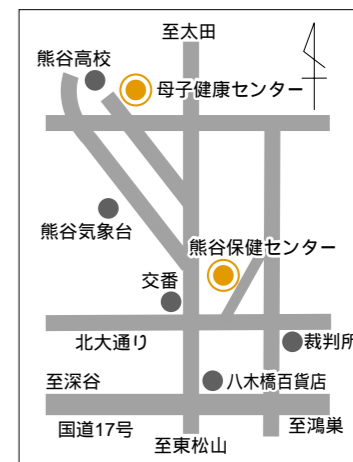 至太田
熊谷高校
母子健康センター
熊谷気象台
熊谷保健センター
交番
北大通り
裁判所
至深谷
八木橋百貨店
国道17号
至鴻巣
至東松山